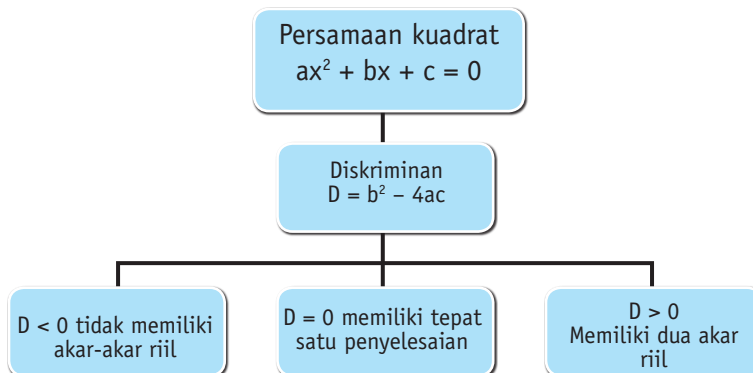 Persamaan kuadrat
ax² + bx + c = 0
Diskriminan
D = b² – 4ac
D < 0 tidak memiliki
akar-akar riil
D = 0 memiliki tepat
satu penyelesaian
D > 0
Memiliki dua akar
riil